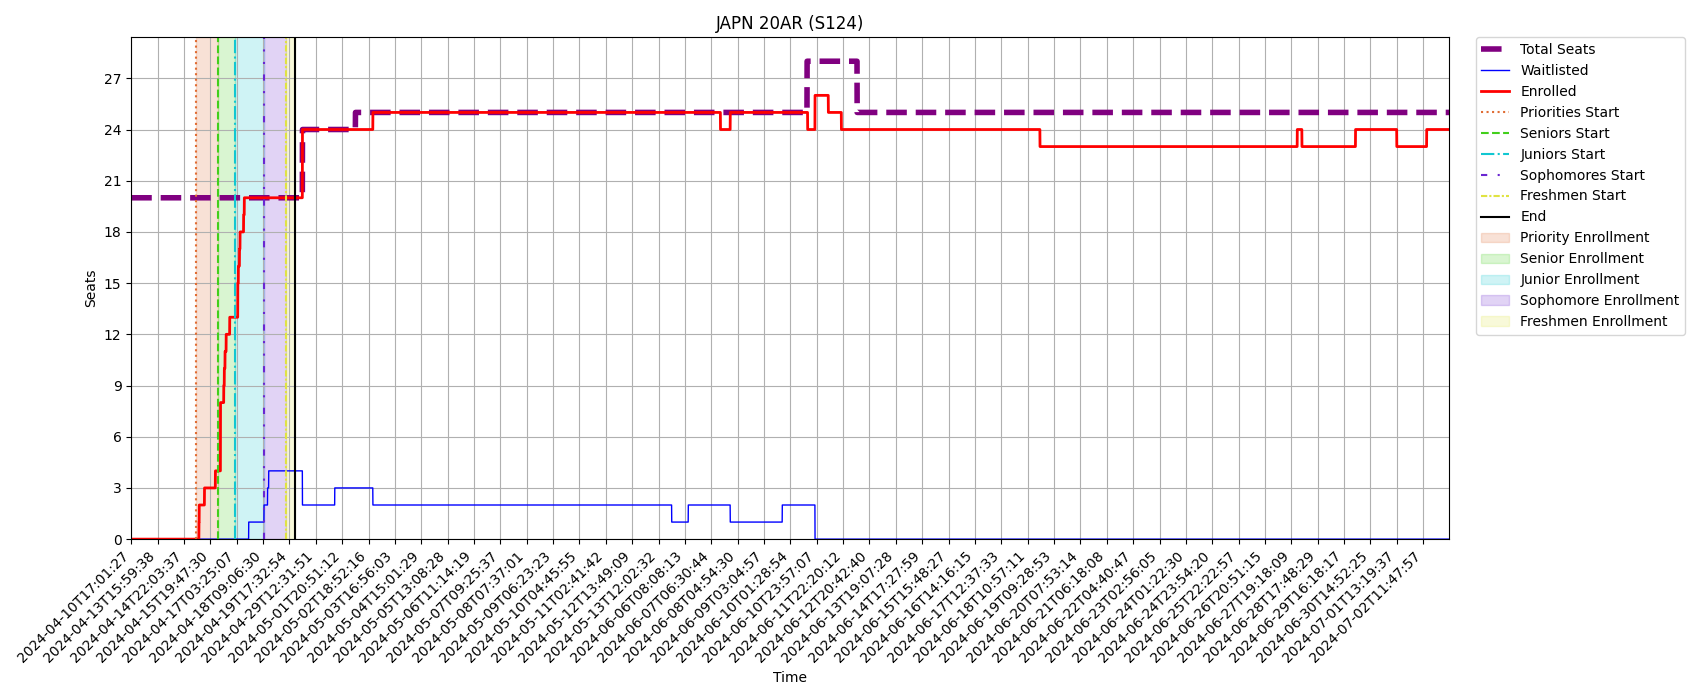 JAPN 20AR (S124)
Seats
27
24
21
18
15
12
9
6
3
0
2024-04-10T17:01:27
2024-04-13T15:59:38
2024-04-14T22:03:37
2024-04-15T19:47:30
2024-04-17T03:25:07
2024-04-18T09:06:30
2024-04-19T17:32:54
2024-04-29T12:31:51
2024-05-01T20:51:12
2024-05-02T18:52:16
2024-05-03T16:56:03
2024-05-04T15:01:29
2024-05-05T13:08:28
2024-05-06T11:14:19
2024-05-07T09:25:37
2024-05-08T07:37:01
2024-05-09T06:23:23
2024-05-10T04:45:55
2024-05-11T02:41:42
2024-05-12T13:49:09
2024-05-13T12:02:32
2024-06-06T08:08:13
2024-06-07T06:30:44
2024-06-08T04:54:30
2024-06-09T03:04:57
2024-06-10T01:28:54
2024-06-10T23:57:07
2024-06-11T22:20:12
2024-06-12T20:42:40
2024-06-13T19:07:28
2024-06-14T17:27:59
2024-06-15T15:48:27
2024-06-16T14:16:15
2024-06-17T12:37:33
2024-06-18T10:57:11
2024-06-19T09:28:53
2024-06-20T07:53:14
2024-06-21T06:18:08
2024-06-22T04:40:47
2024-06-23T02:56:05
2024-06-24T01:22:30
2024-06-24T23:54:20
2024-06-25T22:22:57
2024-06-26T20:51:15
2024-06-27T19:18:09
2024-06-28T17:48:29
2024-06-29T16:18:17
2024-06-30T14:52:25
2024-07-01T13:19:37
2024-07-02T11:47:57
Time
Total Seats
Waitlisted
Enrolled
Priorities Start
Seniors Start
Juniors Start
Sophomores Start
Freshmen Start
End
Priority Enrollment
Senior Enrollment
Junior Enrollment
Sophomore Enrollment
Freshmen Enrollment